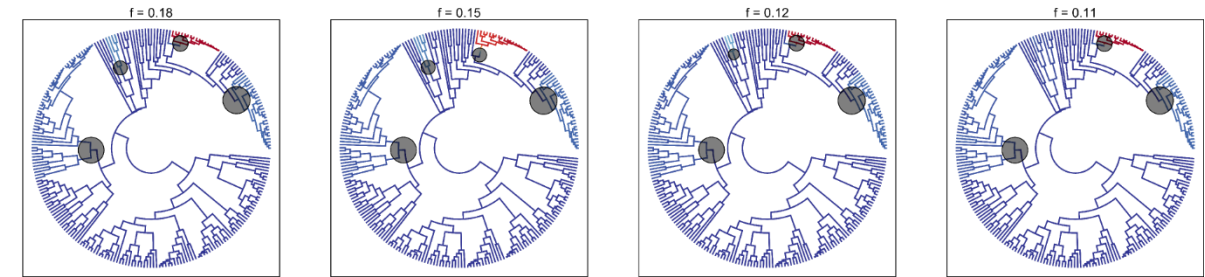 f = 0.18
f = 0.15
f = 0.12
f = 0.11